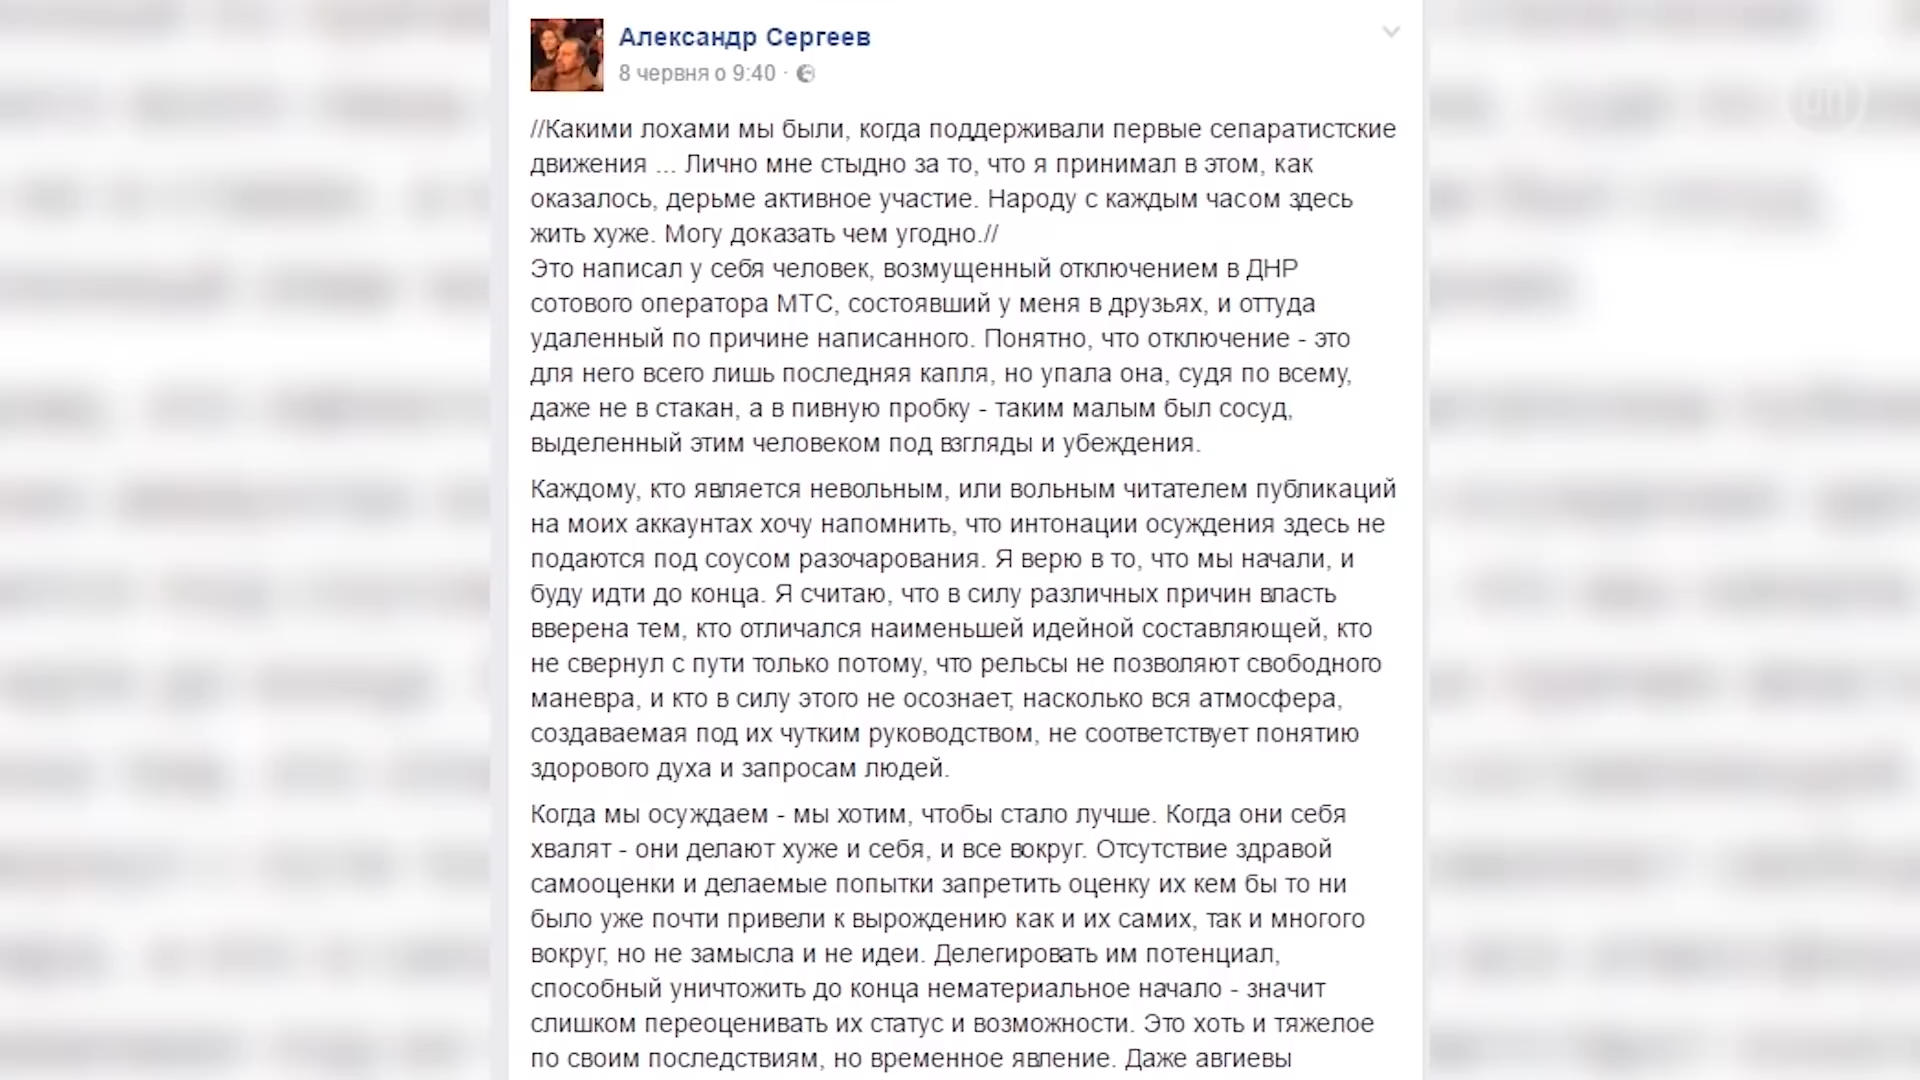 Александр Сергеев
8 червня о 9:40 ·
//Какими лохами мы были, когда поддерживали первые сепаратистские
движения ... Лично мне стыдно за то, что я принимал в этом, как
оказалось, дерьме активное участие. Народу с каждым часом здесь
жить хуже. Могу доказать чем угодно.//
Это написал у себя человек, возмущенный отключением в ДНР
сотового оператора МТС, состоявший у меня в друзьях, и оттуда
удаленный по причине написанного. Понятно, что отключение - это
для него всего лишь последняя капля, но упала она, судя по всему,
даже не в стакан, а в пивную пробку - таким малым был сосуд,
выделенный этим человеком под взгляды и убеждения.
Каждому, кто является невольным, или вольным читателем публикаций
на моих аккаунтах хочу напомнить, что интонации осуждения здесь не
подаются под соусом разочарования. Я верю в то, что мы начали, и
буду идти до конца. Я считаю, что в силу различных причин власть
вверена тем, кто отличался наименьшей идейной составляющей, кто
не свернул с пути только потому, что рельсы не позволяют свободного
маневра, и кто в силу этого не осознает, насколько вся атмосфера,
создаваемая под их чутким руководством, не соответствует понятию
здорового духа и запросам людей.
Когда мы осуждаем - мы хотим, чтобы стало лучше. Когда они себя
хвалят - они делают хуже и себя, и все вокруг. Отсутствие здравой
самооценки и делаемые попытки запретить оценку их кем бы то ни
было уже почти привели к вырождению как и их самих, так и многого
вокруг, но не замысла и не идеи. Делегировать им потенциал,
способный уничтожить до конца нематериальное начало - значит
слишком переоценивать их статус и возможности. Это хоть и тяжелое
по своим последствиям, но временное явление. Даже авгиевы